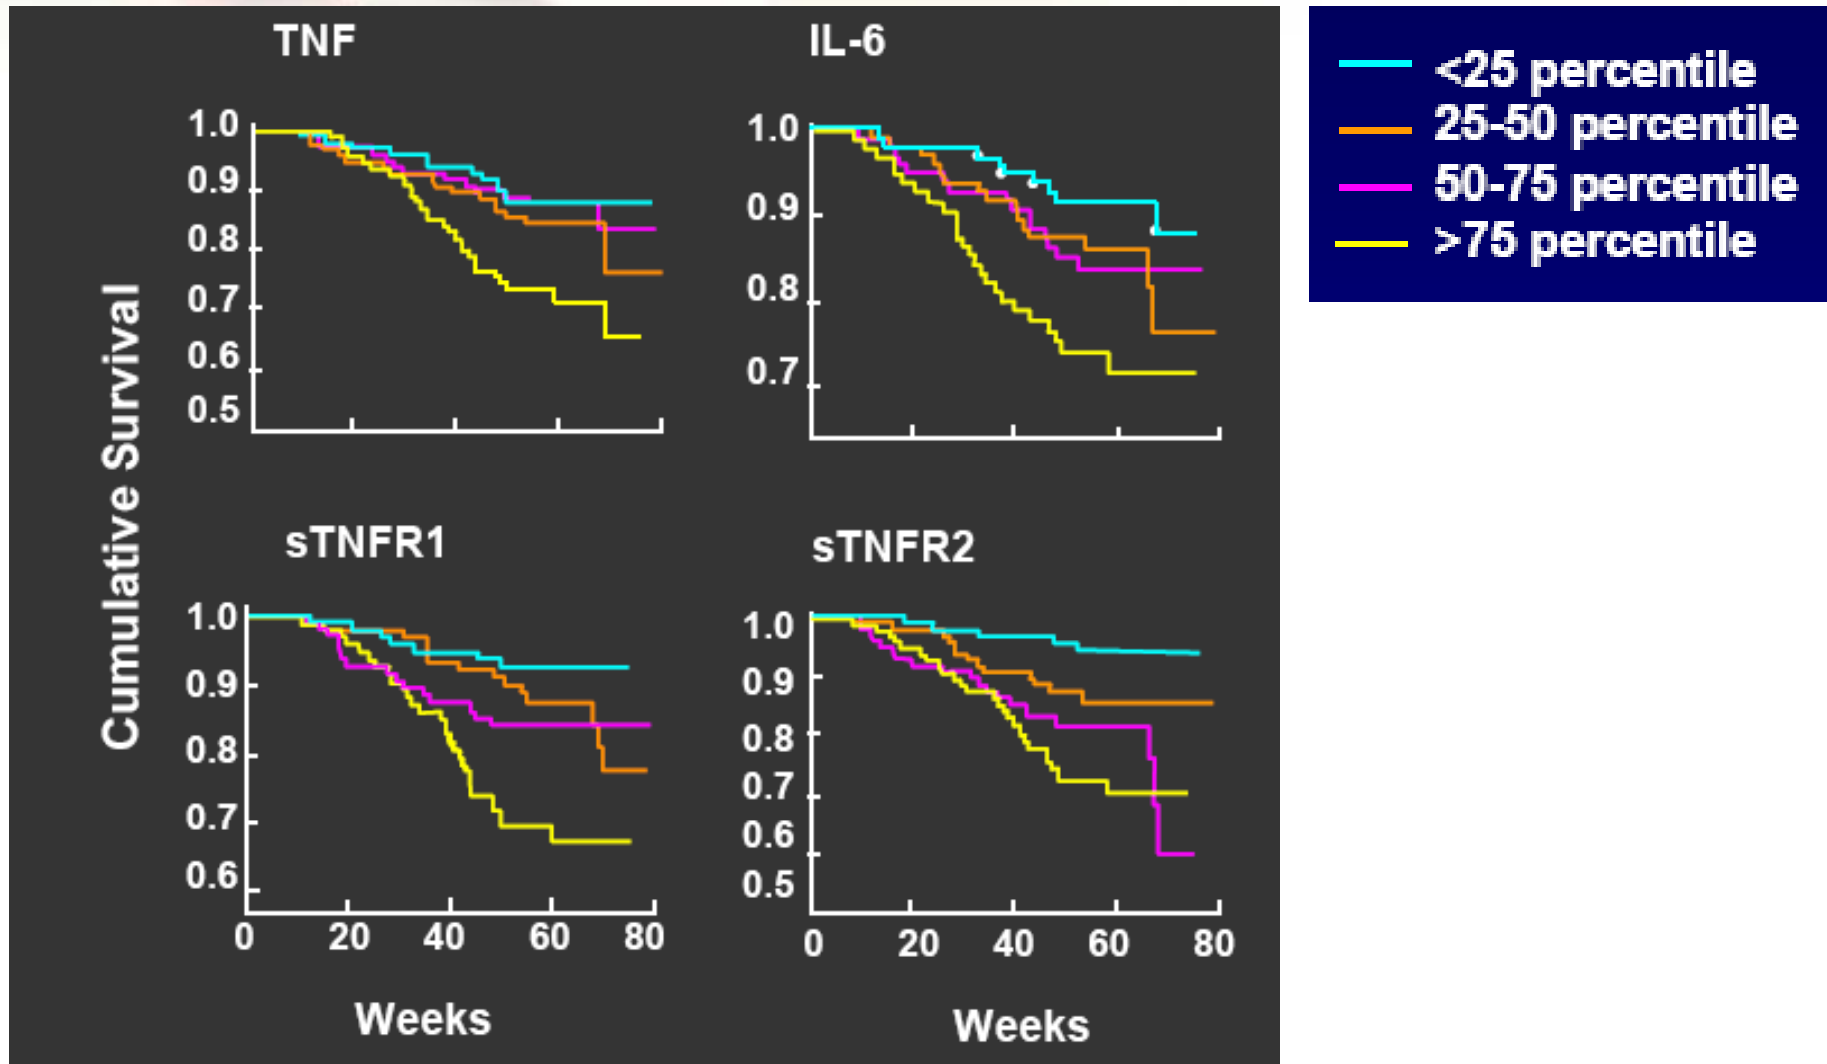 TNF
1.0
0.9
0.8
0.7
0.6
0.5
IL-6
1.0
0.9
0.8
0.7
<25 percentile
25-50 percentile
50-75 percentile
>75 percentile
Cumulative Survival
sTNFR1
1.0
0.9
0.8
0.7
0.6
0 20 40 60 80
Weeks
sTNFR2
1.0
0.9
0.8
0.7
0.6
0.5
0 20 40 60 80
Weeks